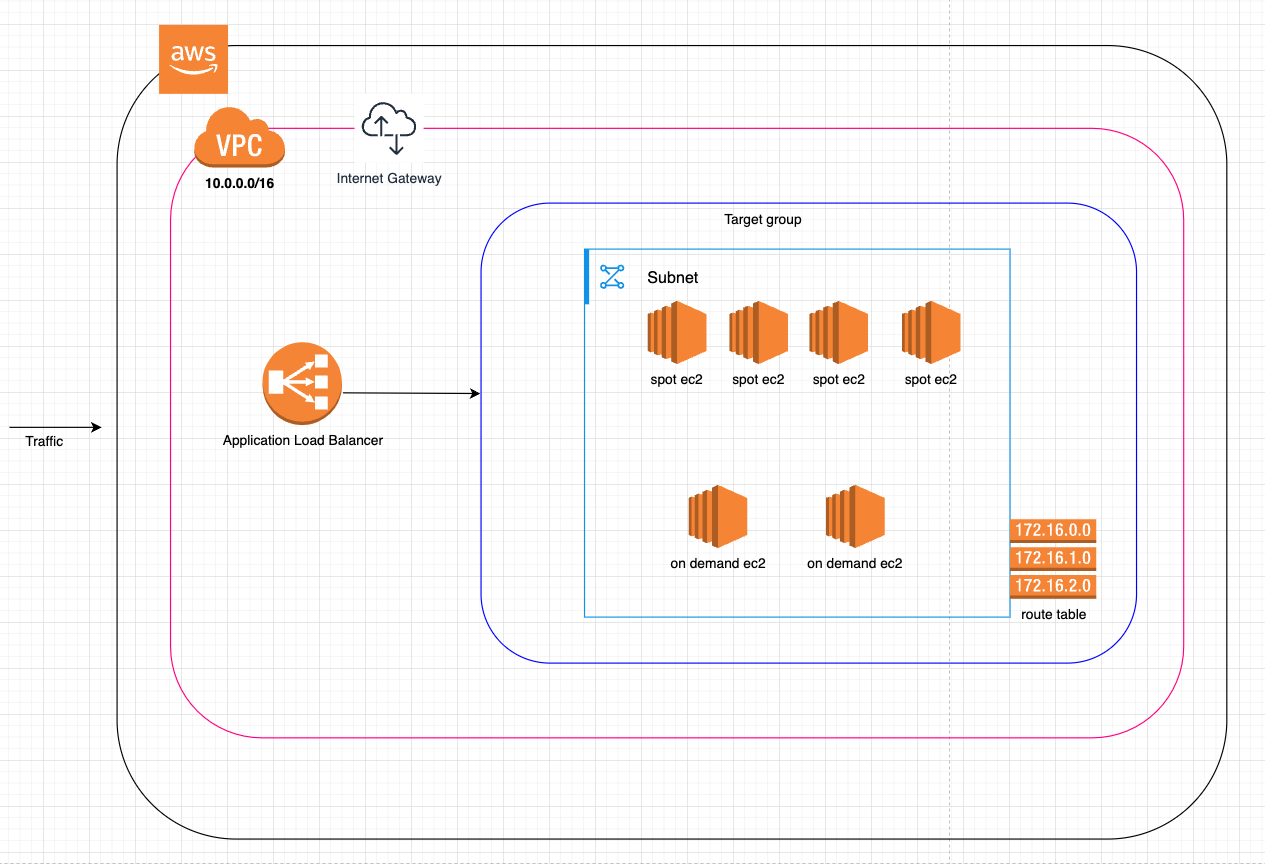 aws
VPC
10.0.0.0/16
Internet Gateway
Target group
Subnet
spot ec2
spot ec2
spot ec2
spot ec2
Traffic
Application Load Balancer
on demand ec2
on demand ec2
172.16.0.0
172.16.1.0
172.16.2.0
route table